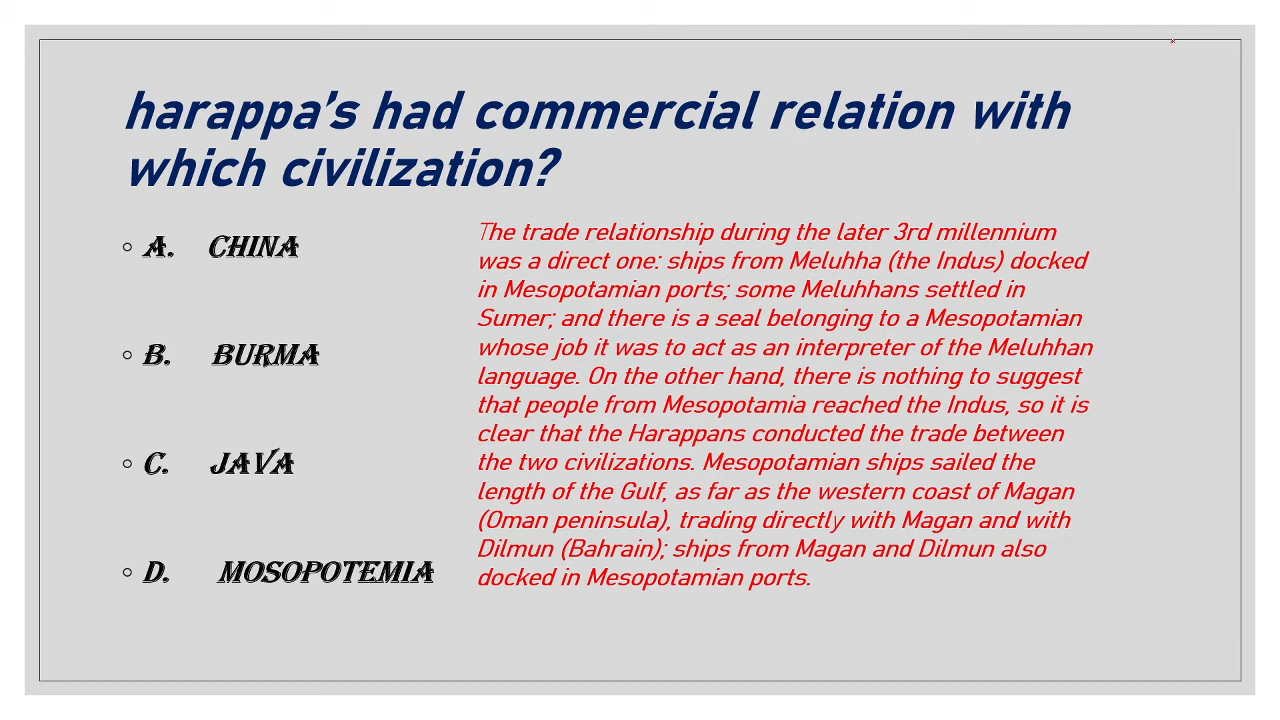 harappa's had commercial relation with
which civilization?
A. CHINA
B. BURMA
C. JAVA
D. MOSOPOTEMIA
The trade relationship during the later 3rd millennium
was a direct one: ships from Meluhha (the Indus) docked
in Mesopotamian ports; some Meluhhans settled in
Sumer; and there is a seal belonging to a Mesopotamian
whose job it was to act as an interpreter of the Meluhhan
language. On the other hand, there is nothing to suggest
that people from Mesopotamia reached the Indus, so it is
clear that the Harappans conducted the trade between
the two civilizations. Mesopotamian ships sailed the
length of the Gulf, as far as the western coast of Magan
(Oman peninsula), trading directly with Magan and with
Dilmun (Bahrain); ships from Magan and Dilmun also
docked in Mesopotamian ports.